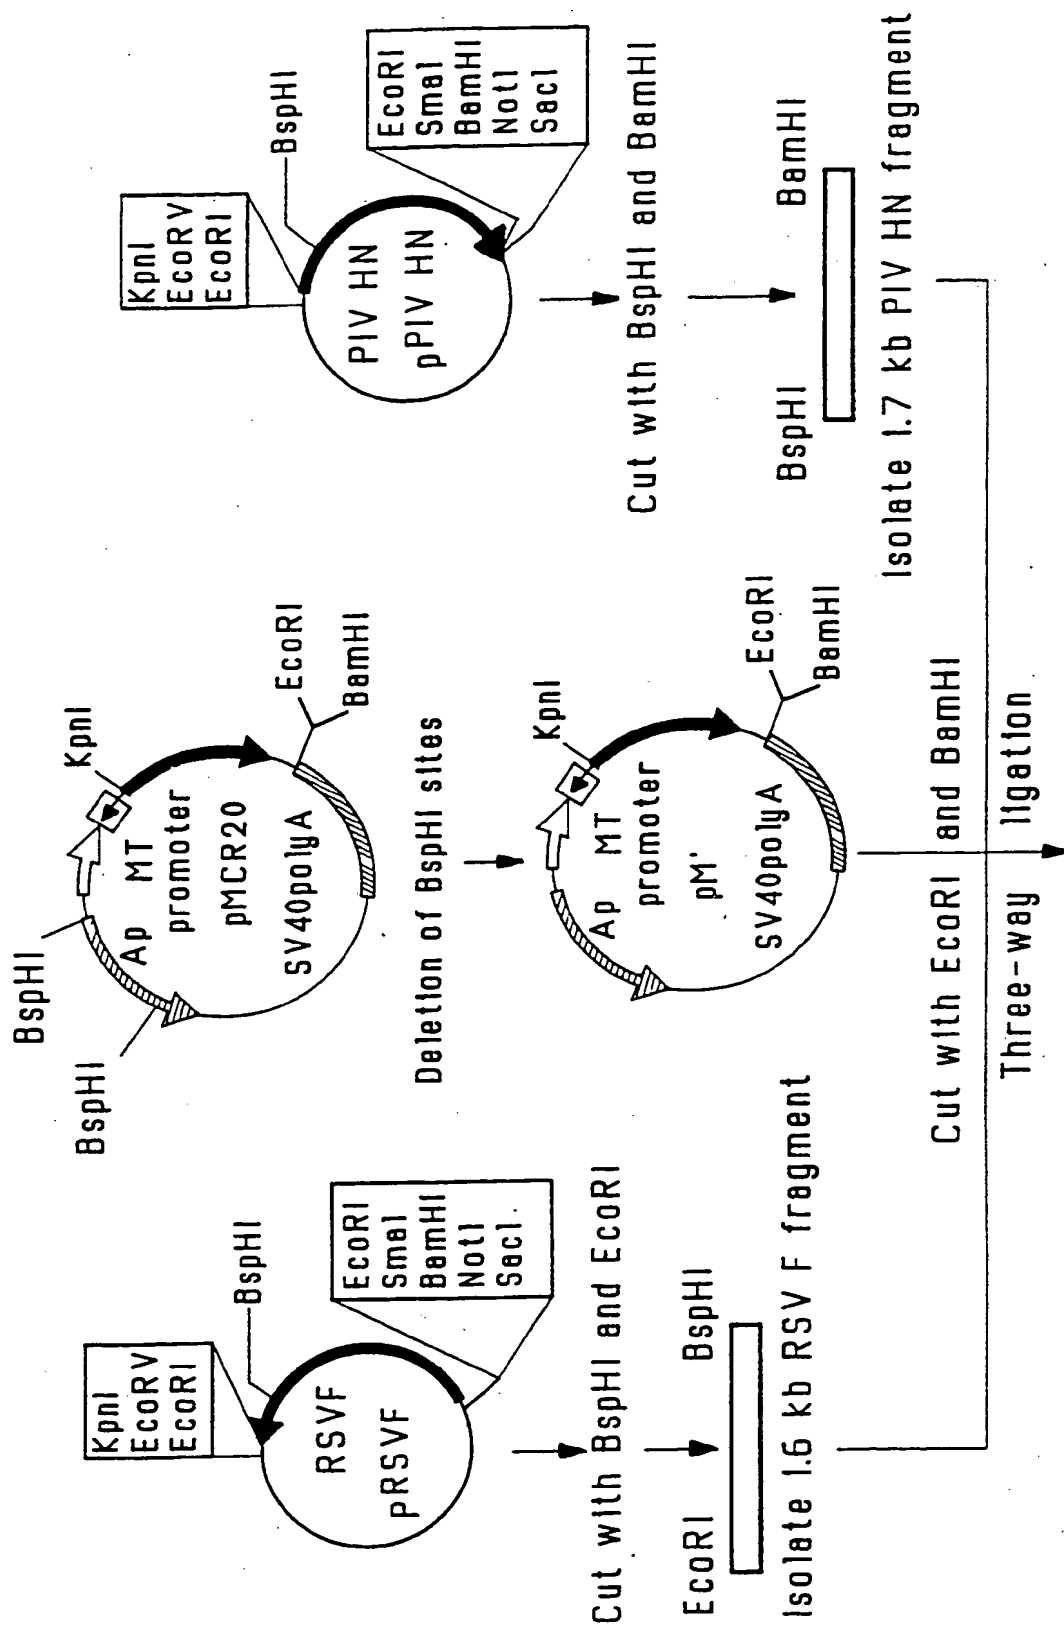 KpnI
EcoRV
EcoRI
BspHI
RSVF
pRSVF
EcoRI
SmaI
BamHI
NotI
SacI
Cut with BspHI and EcoRI
EcoRI
BspHI
Isolate 1.6 kb RSV F fragment
BspHI
BspHI
KpnI
Ap
MT
promoter
pMCR20
SV40polyA
EcoRI
BamHI
Deletion of BspHI sites
KpnI
Ap
MT
promoter
pM'
SV40polyA
EcoRI
BamHI
KpnI
EcoRV
EcoRI
BspHI
PIV HN
pPIV HN
EcoRI
SmaI
BamHI
NotI
SacI
Cut with BspHI and BamHI
BspHI
BamHI
Isolate 1.7 kb PIV HN fragment
Cut with EcoRI and BamHI
Three-way ligation